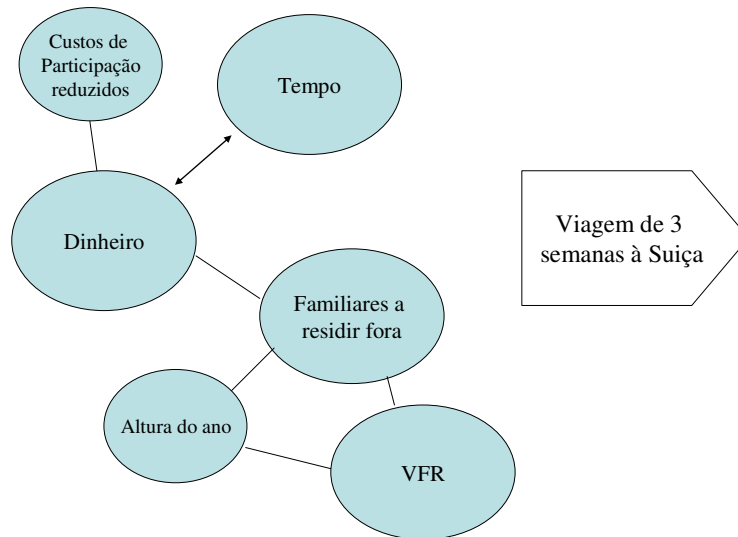 Custos de
Participação
reduzidos
Tempo
Dinheiro
Viagem de 3
semanas à Suiça
Familiares a
residir fora
Altura do ano
VFR